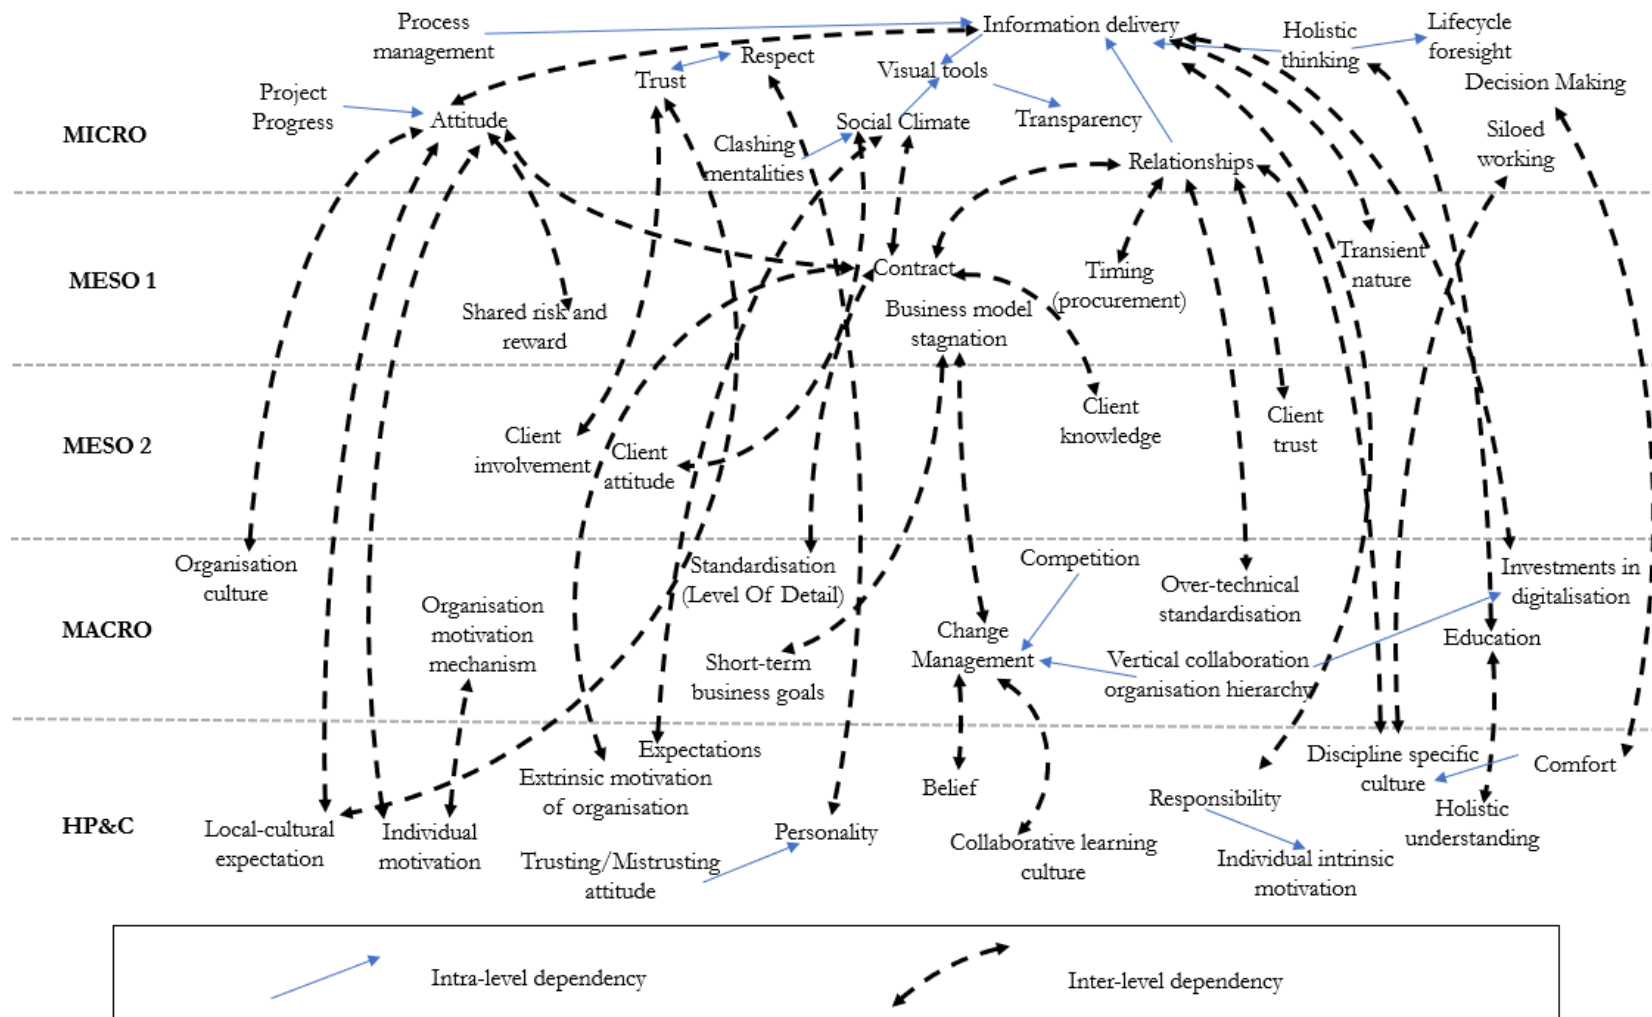 Process
management
Information delivery
Holistic
thinking
Lifecycle
foresight
Trust
Respect
Visual tools
Decision Making
Project
Progress
Attitude
Social Climate
Transparency
Siloed
working
MICRO
Clashing
mentalities
Relationships
MESO 1
Contract
Timing
(procurement)
Transient
nature
Shared risk and
reward
Business model
stagnation
MESO 2
Client
involvement
Client
attitude
Client
knowledge
Client
trust
Organisation
culture
Standardisation
(Level Of Detail)
Competition
Over-technical
standardisation
Investments in
digitalisation
MACRO
Organisation
motivation
mechanism
Short-term
business goals
Change
Management
Vertical collaboration
organisation hierarchy
Education
Expectations
Extrinsic motivation
of organisation
Belief
Discipline specific
culture
Comfort
HP&C
Local-cultural
expectation
Individual
motivation
Trusting/Mistrusting
attitude
Personality
Collaborative learning
culture
Responsibility
Individual intrinsic
motivation
Holistic
understanding
Intra-level dependency
Inter-level dependency